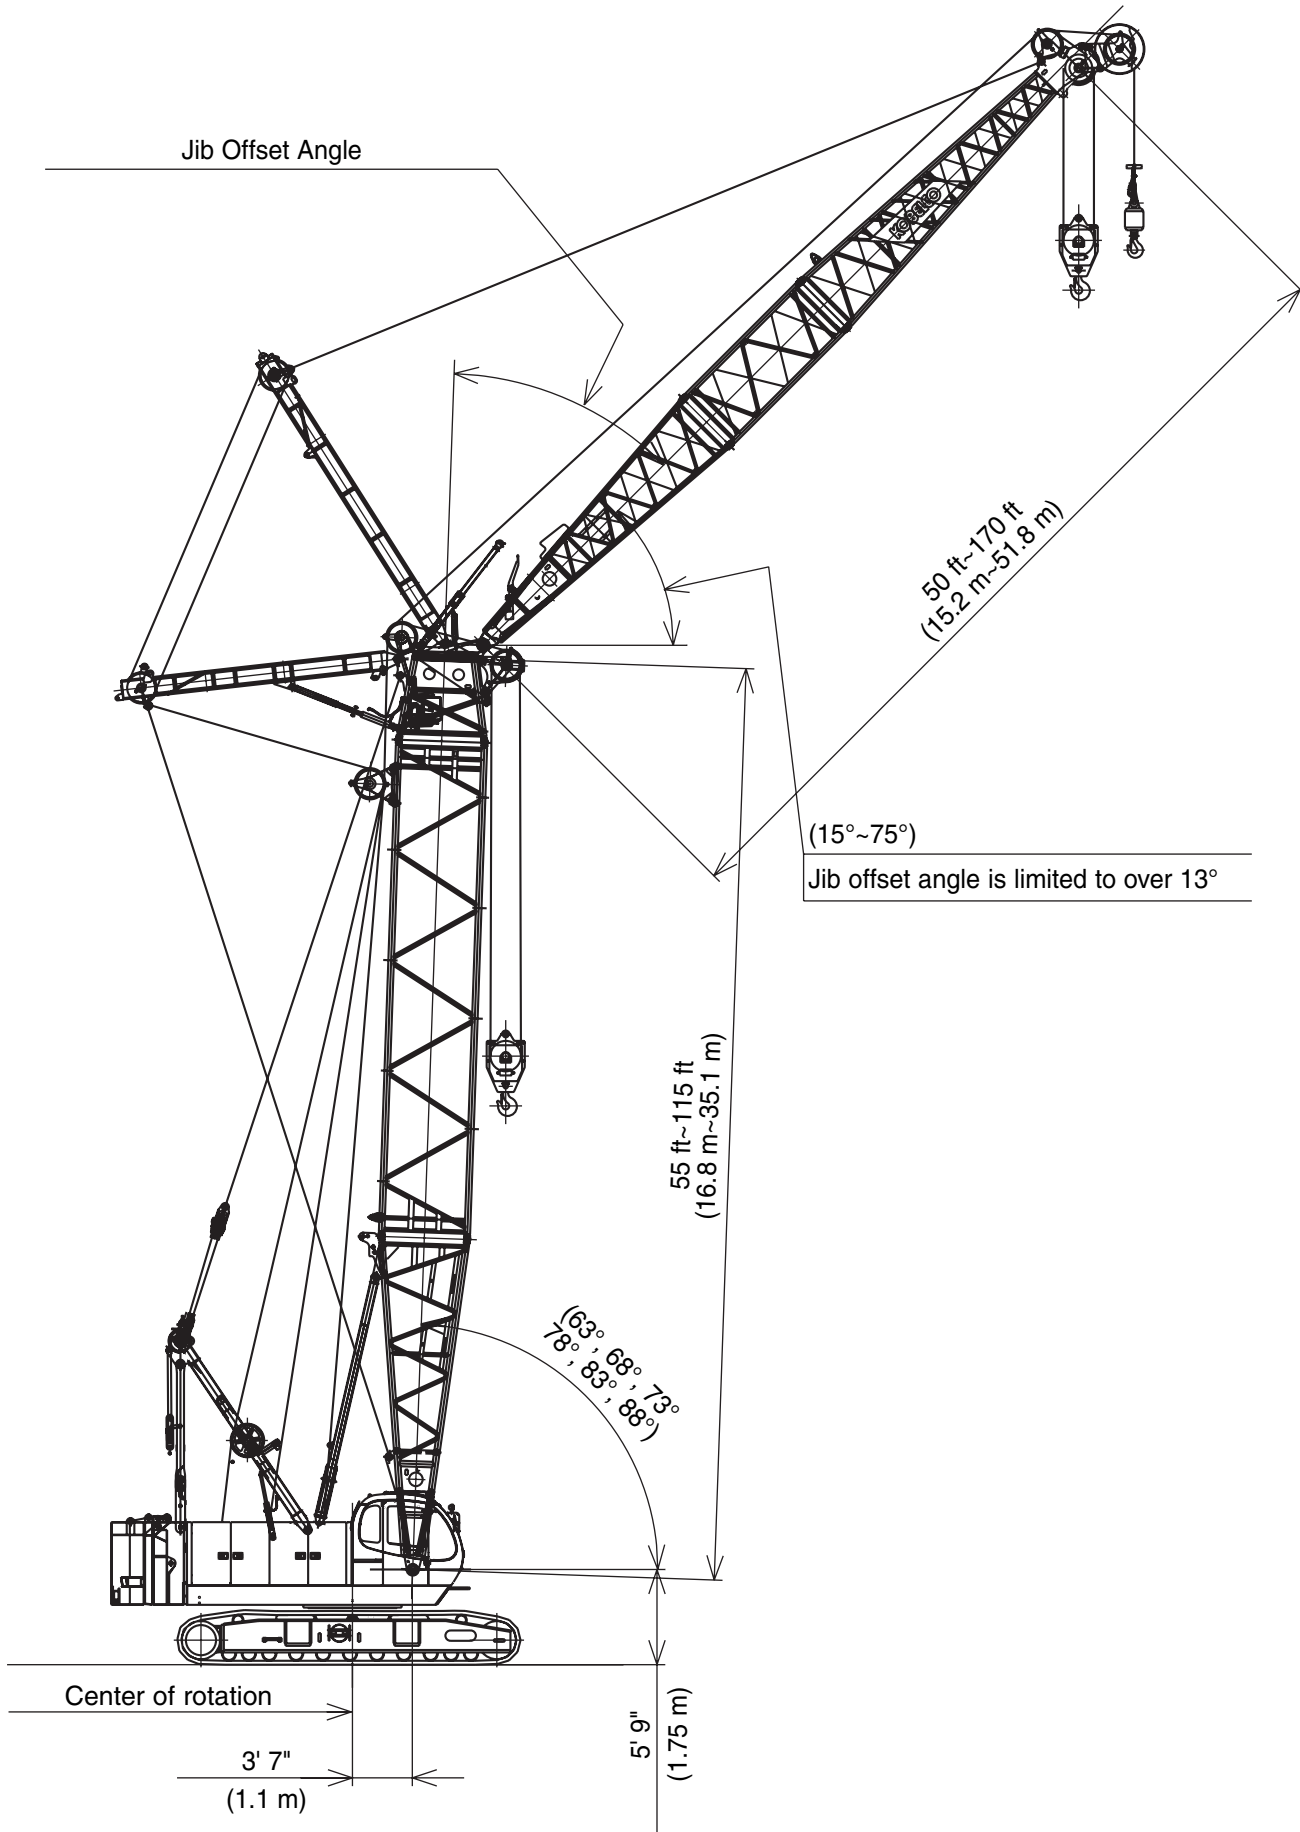 Jib Offset Angle
KOBELCO
50 ft~170 ft
(15.2 m~51.8 m)
(15°~75°)
Jib offset angle is limited to over 13°
55 ft~115 ft
(16.8 m~35.1 m)
(63°, 68°, 73°
78°, 83°, 88°)
Center of rotation
3' 7"
(1.1 m)
5' 9"
(1.75 m)